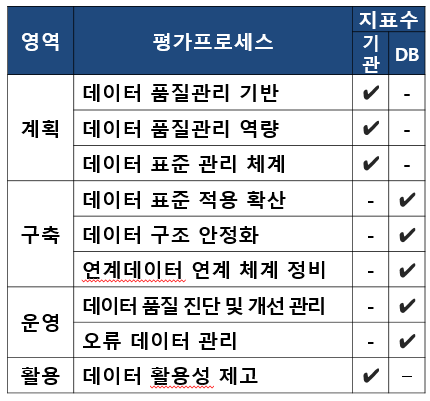 영역 평가프로세스 지표수
기관 DB
계획 데이터 품질관리 기반 ✔ -
데이터 품질관리 역량 ✔ -
데이터 표준 관리 체계 ✔ -
구축 데이터 표준 적용 확산 - ✔
데이터 구조 안정화 - ✔
연계데이터 연계 체계 정비 - ✔
운영 데이터 품질 진단 및 개선 관리 - ✔
오류 데이터 관리 - ✔
활용 데이터 활용성 제고 ✔ –